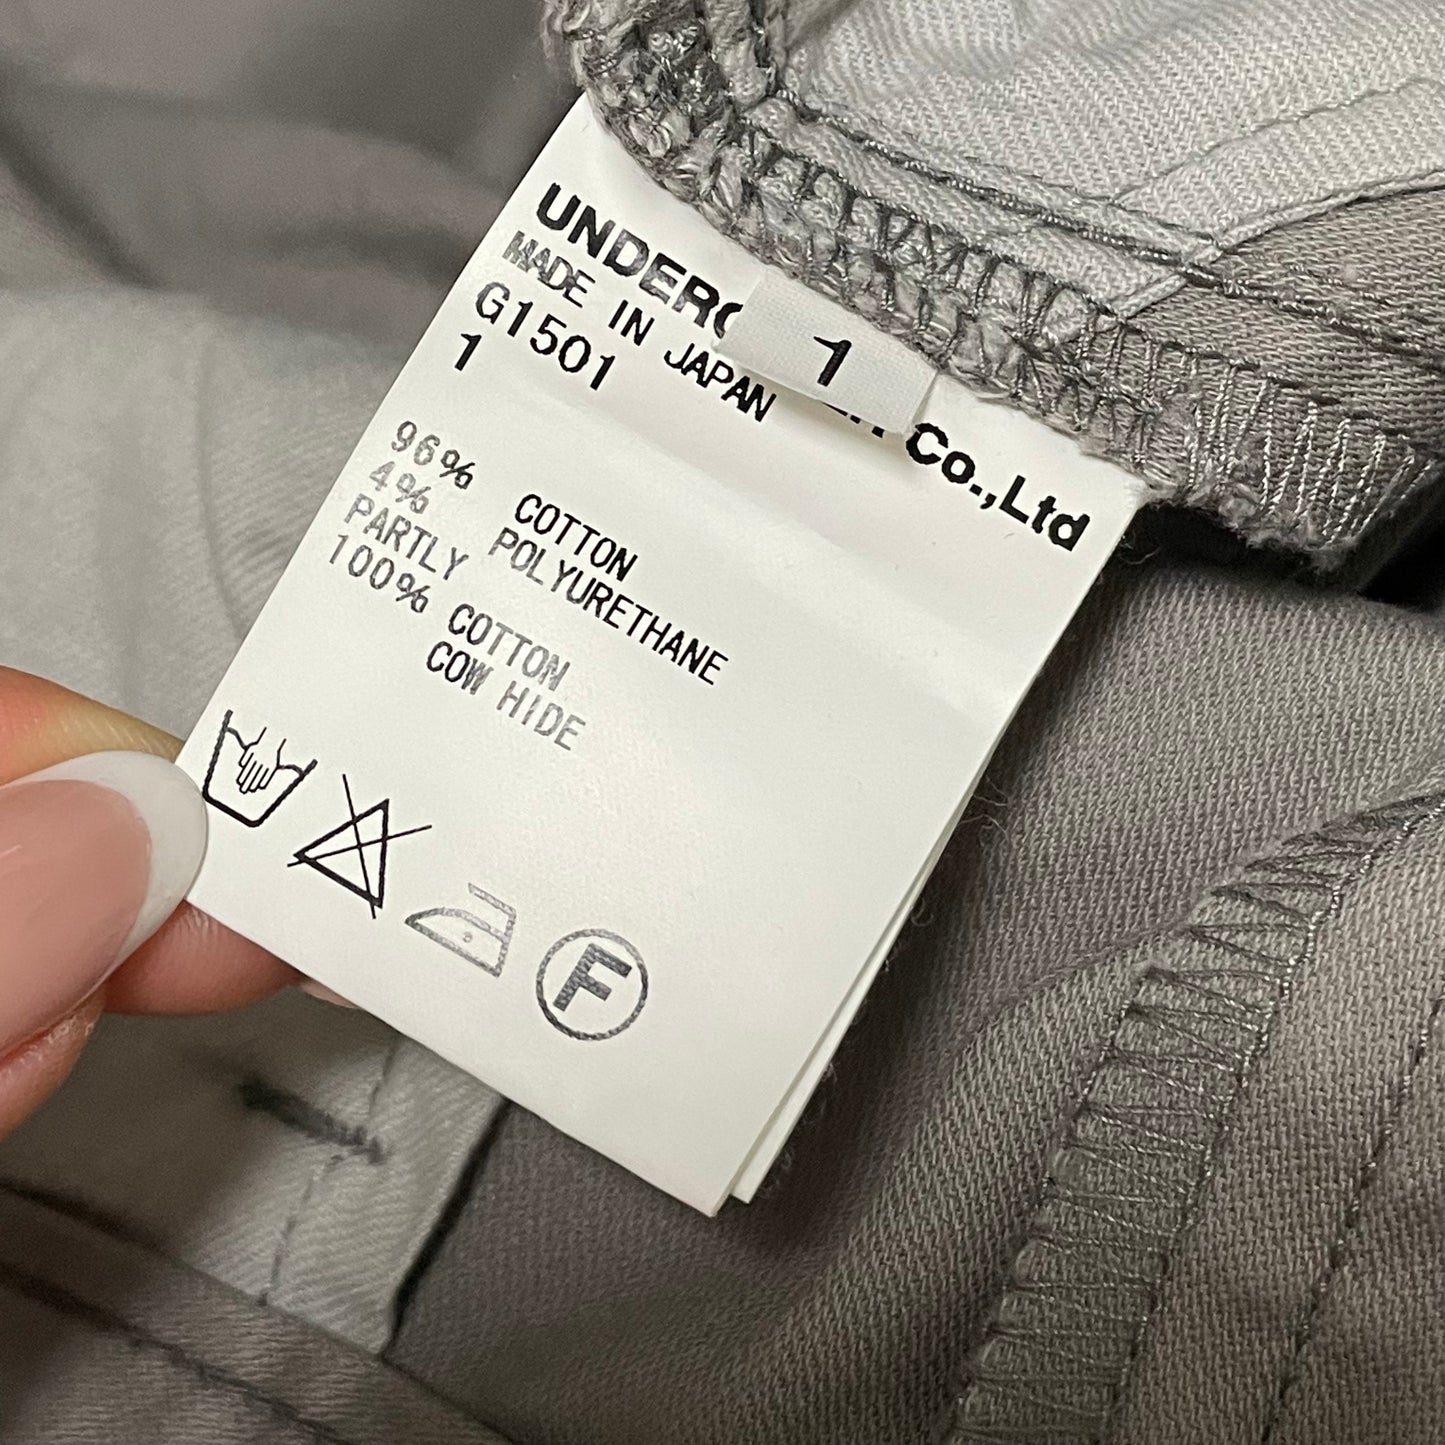 UNDERC Co.,Ltd
1
MADE IN JAPAN
G1501
1
96% COTTON
4% POLYURETHANE
PARTLY
100% COTTON
COW HIDE
F